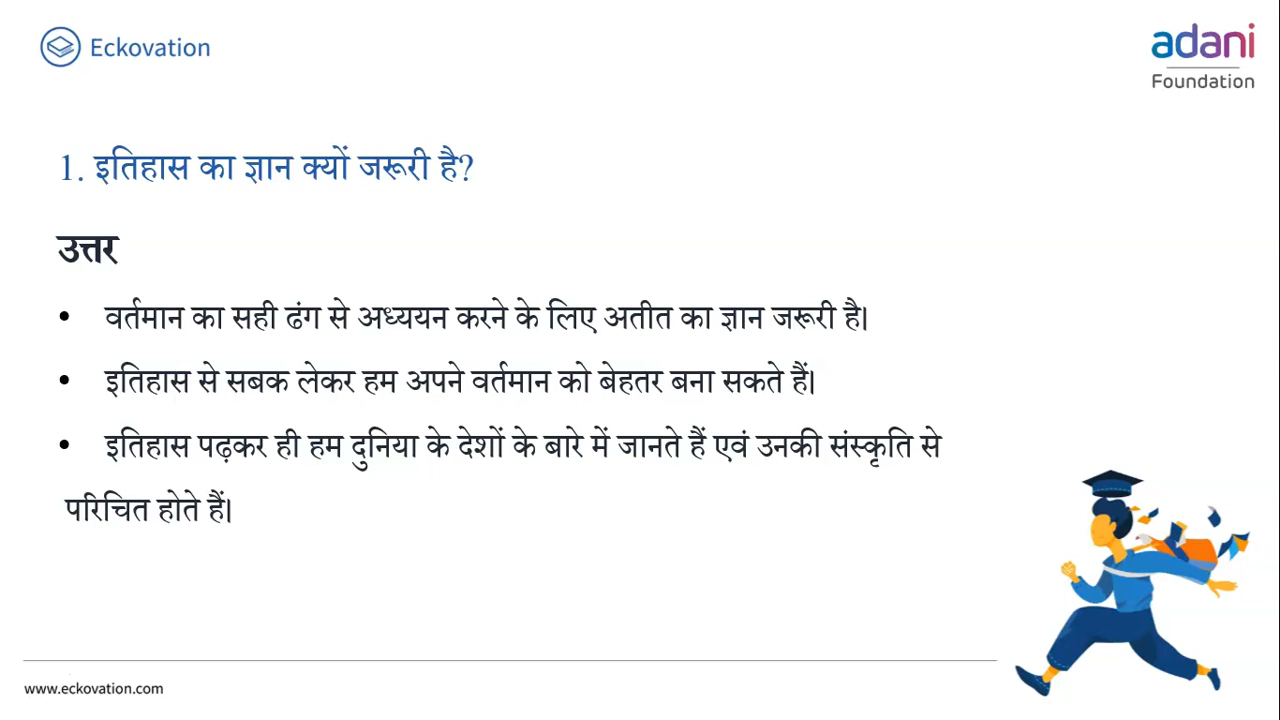 Eckovation
adani
Foundation
1. इतिहास का ज्ञान क्यों जरूरी है?
उत्तर
• वर्तमान का सही ढंग से अध्ययन करने के लिए अतीत का ज्ञान जरूरी है।
• इतिहास से सबक लेकर हम अपने वर्तमान को बेहतर बना सकते हैं।
• इतिहास पढ़कर ही हम दुनिया के देशों के बारे में जानते हैं एवं उनकी संस्कृति से
परिचित होते हैं।
www.eckovation.com